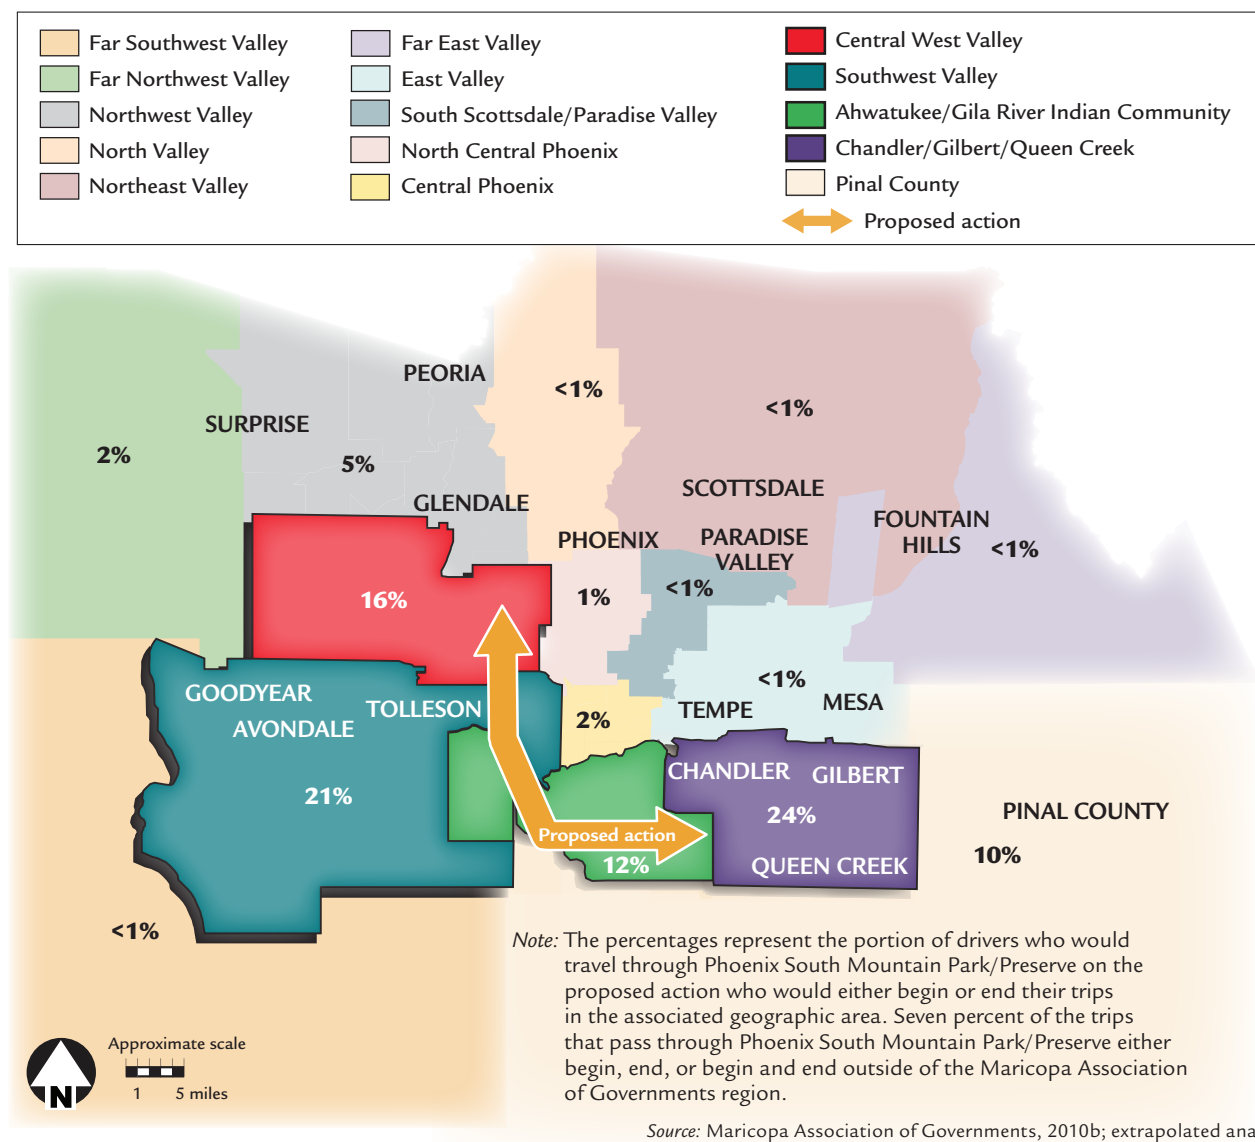 Far Southwest Valley
Far Northwest Valley
Northwest Valley
North Valley
Northeast Valley
Far East Valley
East Valley
South Scottsdale/Paradise Valley
North Central Phoenix
Central Phoenix
Central West Valley
Southwest Valley
Ahwatukee/Gila River Indian Community
Chandler/Gilbert/Queen Creek
Pinal County
Proposed action
PEORIA
<1%
<1%
SURPRISE
2%
5%
SCOTTSDALE
GLENDALE
FOUNTAIN
HILLS
<1%
PHOENIX
PARADISE
VALLEY
<1%
1%
16%
<1%
GOODYEAR
TOLLESON
AVONDALE
2%
TEMPE
MESA
CHANDLER
GILBERT
21%
24%
PINAL COUNTY
Proposed action
12%
QUEEN CREEK
10%
<1%
Note: The percentages represent the portion of drivers who would
travel through Phoenix South Mountain Park/Preserve on the
proposed action who would either begin or end their trips
in the associated geographic area. Seven percent of the trips
that pass through Phoenix South Mountain Park/Preserve either
begin, end, or begin and end outside of the Maricopa Association
of Governments region.
N
Approximate scale
1 5 miles
Source: Maricopa Association of Governments, 2010b; extrapolated ana